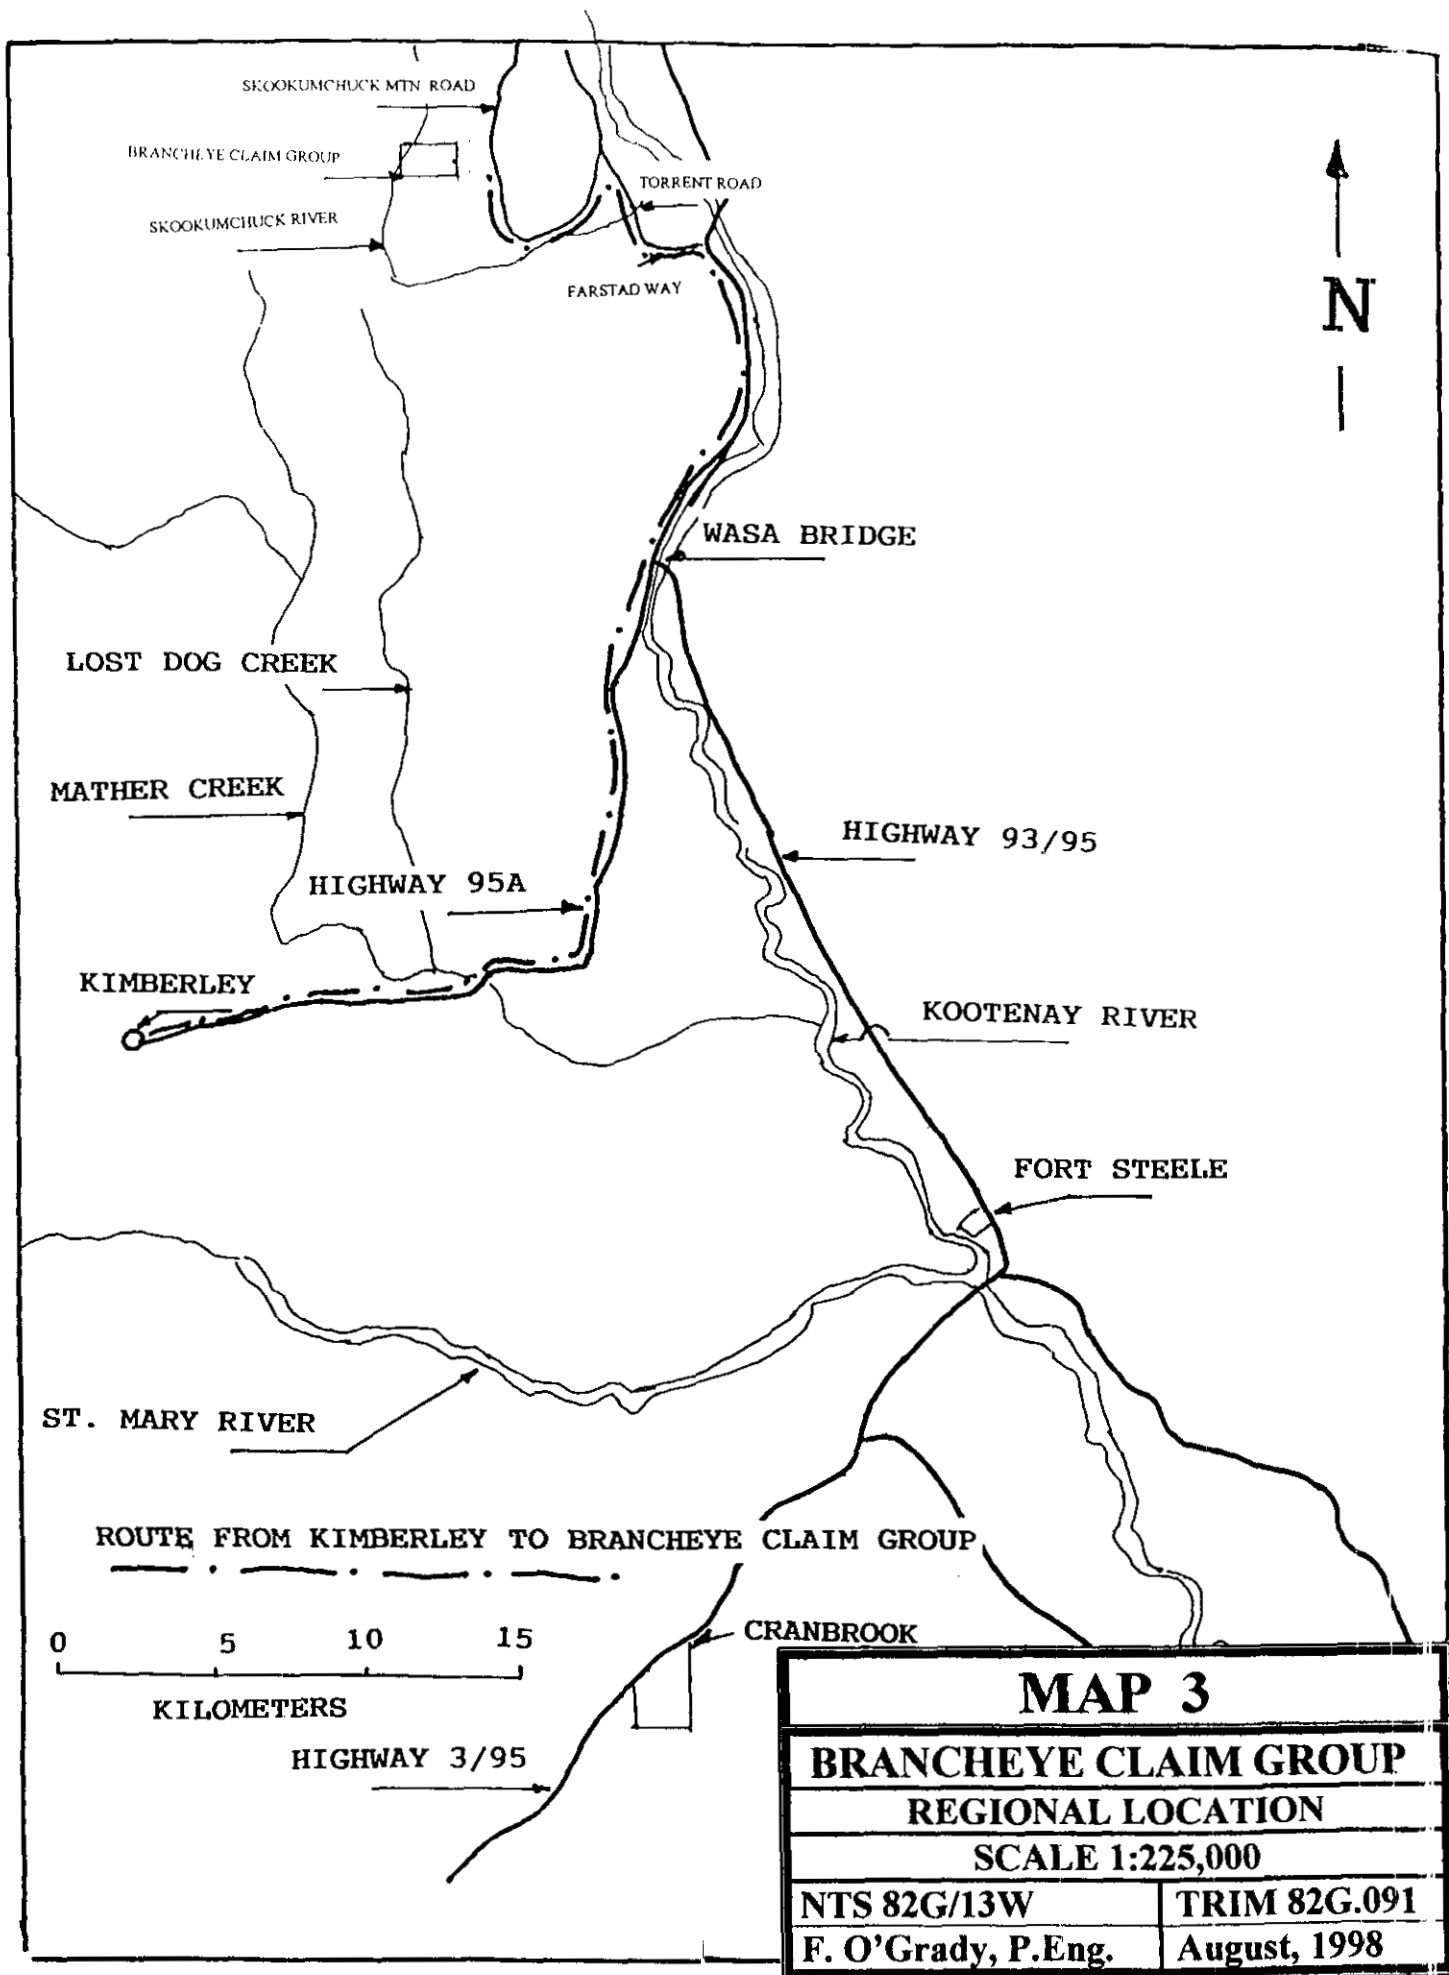 SKOOKUMCHUCK MTN ROAD
BRANCHEYE CLAIM GROUP
TORRENT ROAD
SKOOKUMCHUCK RIVER
FARSTAD WAY
N
WASA BRIDGE
LOST DOG CREEK
MATHER CREEK
HIGHWAY 93/95
HIGHWAY 95A
KIMBERLEY
KOOTENAY RIVER
FORT STEELE
ST. MARY RIVER
ROUTE FROM KIMBERLEY TO BRANCHEYE CLAIM GROUP
0 5 10 15
KILOMETERS
CRANBROOK
HIGHWAY 3/95
MAP 3
BRANCHEYE CLAIM GROUP
REGIONAL LOCATION
SCALE 1:225,000
NTS 82G/13W TRIM 82G.091
F. O'Grady, P.Eng. August, 1998